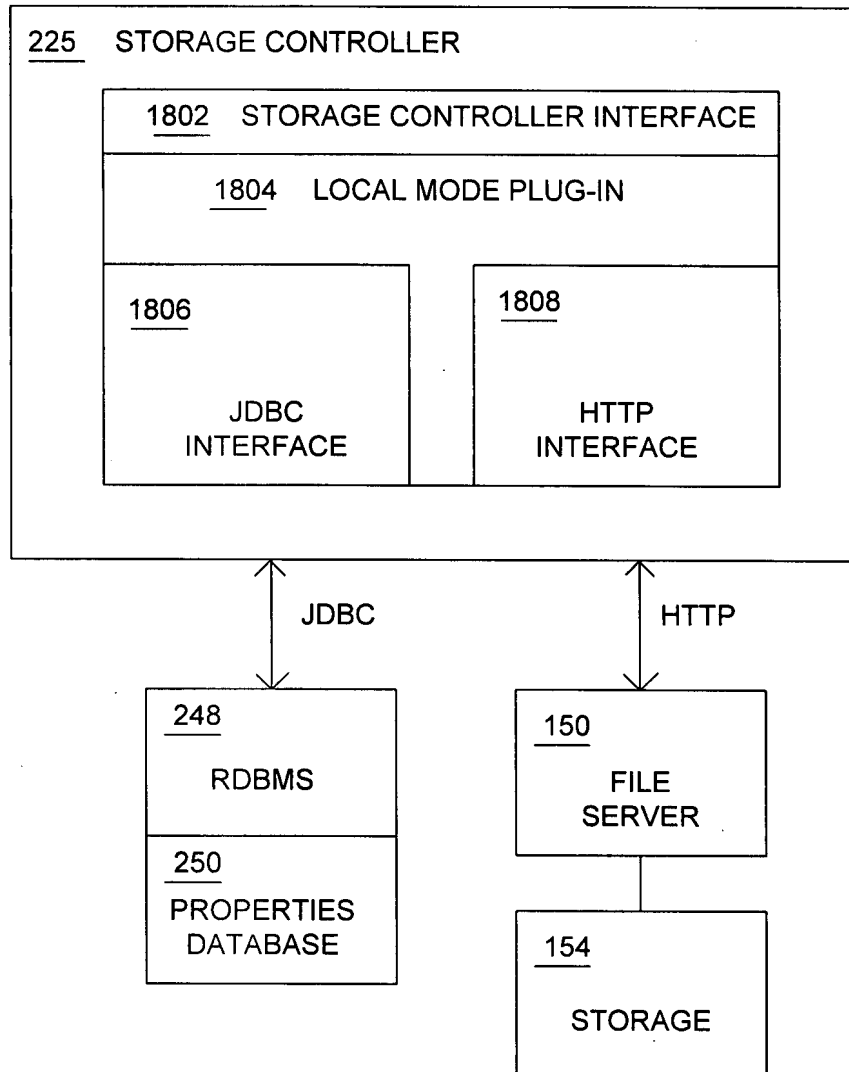 225 STORAGE CONTROLLER
1802 STORAGE CONTROLLER INTERFACE
1804 LOCAL MODE PLUG-IN
1806
JDBC
INTERFACE
1808
HTTP
INTERFACE
JDBC
HTTP
248
RDBMS
250
PROPERTIES
DATABASE
150
FILE
SERVER
154
STORAGE